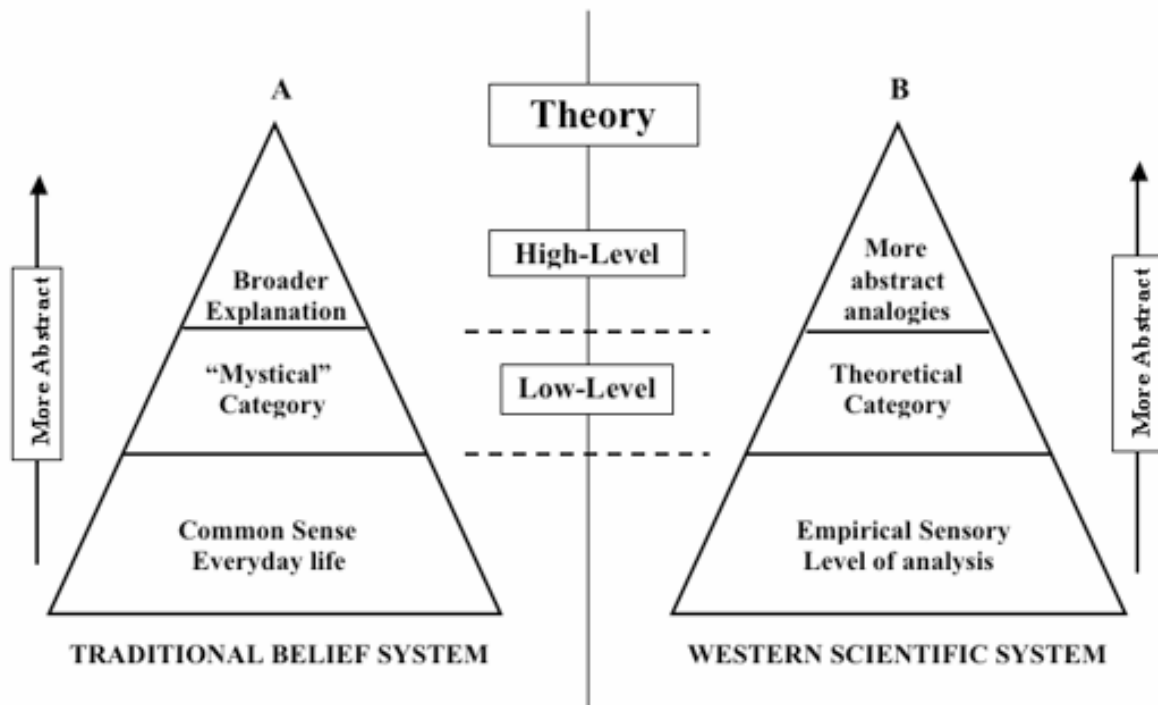 A
B
Theory
High-Level
Low-Level
More Abstract
Broader
Explanation
“Mystical”
Category
Common Sense
Everyday life
TRADITIONAL BELIEF SYSTEM
More
abstract
analogies
Theoretical
Category
Empirical Sensory
Level of analysis
WESTERN SCIENTIFIC SYSTEM
More Abstract